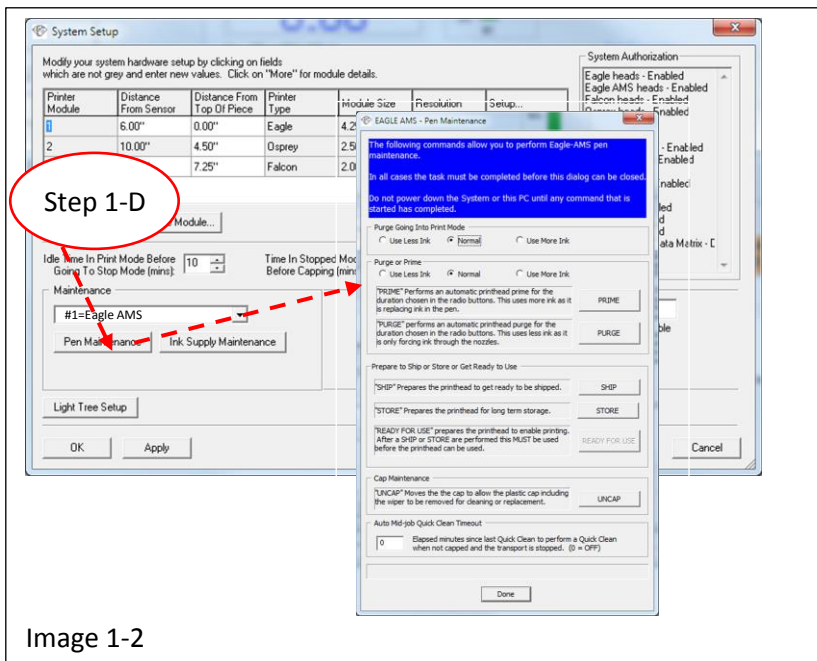 System Setup
Modify your system hardware setup by clicking on fields
which are not grey and enter new values. Click on "More" for module details.
Printer Module
Distance From Sensor
Distance From Top Of Piece
Printer Type
Module Size
Resolution
Setup...
1
6.00"
0.00"
Eagle
4.2
2
10.00"
4.50"
Osprey
2.5
7.25"
Falcon
2.0
Step 1-D
Module...
Idle Time In Print Mode Before
Going To Stop Mode (mins):
10
Time In Stopped Mod
Before Capping (mins
Maintenance
#1=Eagle AMS
Pen Maintenance
Ink Supply Maintenance
Light Tree
Setup
OK
Apply
System Authorization
Eagle heads - Enabled
Eagle AMS heads - Enabled
Falcon heads - Enabled
- Enabled
ata Matrix - D
Cancel
EAGLE AMS - Pen Maintenance
The following commands allow you to perform Eagle-AMS pen
maintenance.
In all cases the task must be completed before this dialog can be closed.
Do not power down the System or this PC until any command that is
started has completed.
Purge Going Into Print Mode
Use Less Ink
Normal
Use More Ink
Purge or Prime
Use Less Ink
Normal
Use More Ink
"PRIME" Performs an automatic printhead prime for the
duration chosen in the radio buttons. This uses more ink as it
is replacing ink in the pen.
PRIME
"PURGE" performs an automatic printhead purge for the
duration chosen in the radio buttons. This uses less ink as it
is only forcing ink through the nozzles.
PURGE
Prepare to Ship or Store or Get Ready to Use
"SHIP" Prepares the printhead to get ready to be shipped.
SHIP
"STORE" Prepares the printhead for long term storage.
STORE
"READY FOR USE" prepares the printhead to enable printing.
After a SHIP or STORE are performed this MUST be used
before the printhead can be used.
READY FOR USE
Cap Maintenance
"UNCAP" Moves the the cap to allow the plastic cap including
the wiper to be removed for cleaning or replacement.
UNCAP
Auto Mid-job Quick Clean Timeout
0
Elapsed minutes since last Quick Clean to perform a Quick Clean
when not capped and the transport is stopped. (0 = OFF)
Done
Image 1-2